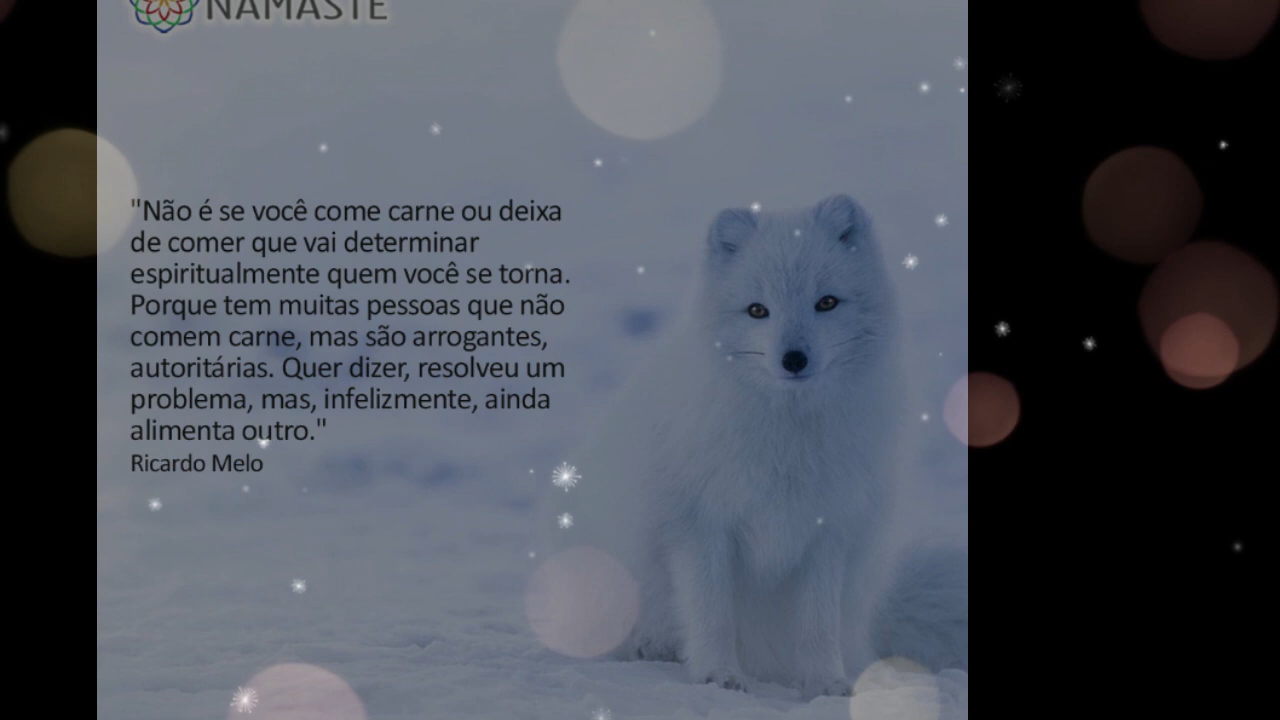 NAMASTE
"Não é se você come carne ou deixa
de comer que vai determinar
espiritualmente quem você se torna.
Porque tem muitas pessoas que não
comem carne, mas são arrogantes,
autoritárias. Quer dizer, resolveu um
problema, mas, infelizmente, ainda
alimenta outro."
Ricardo Melo